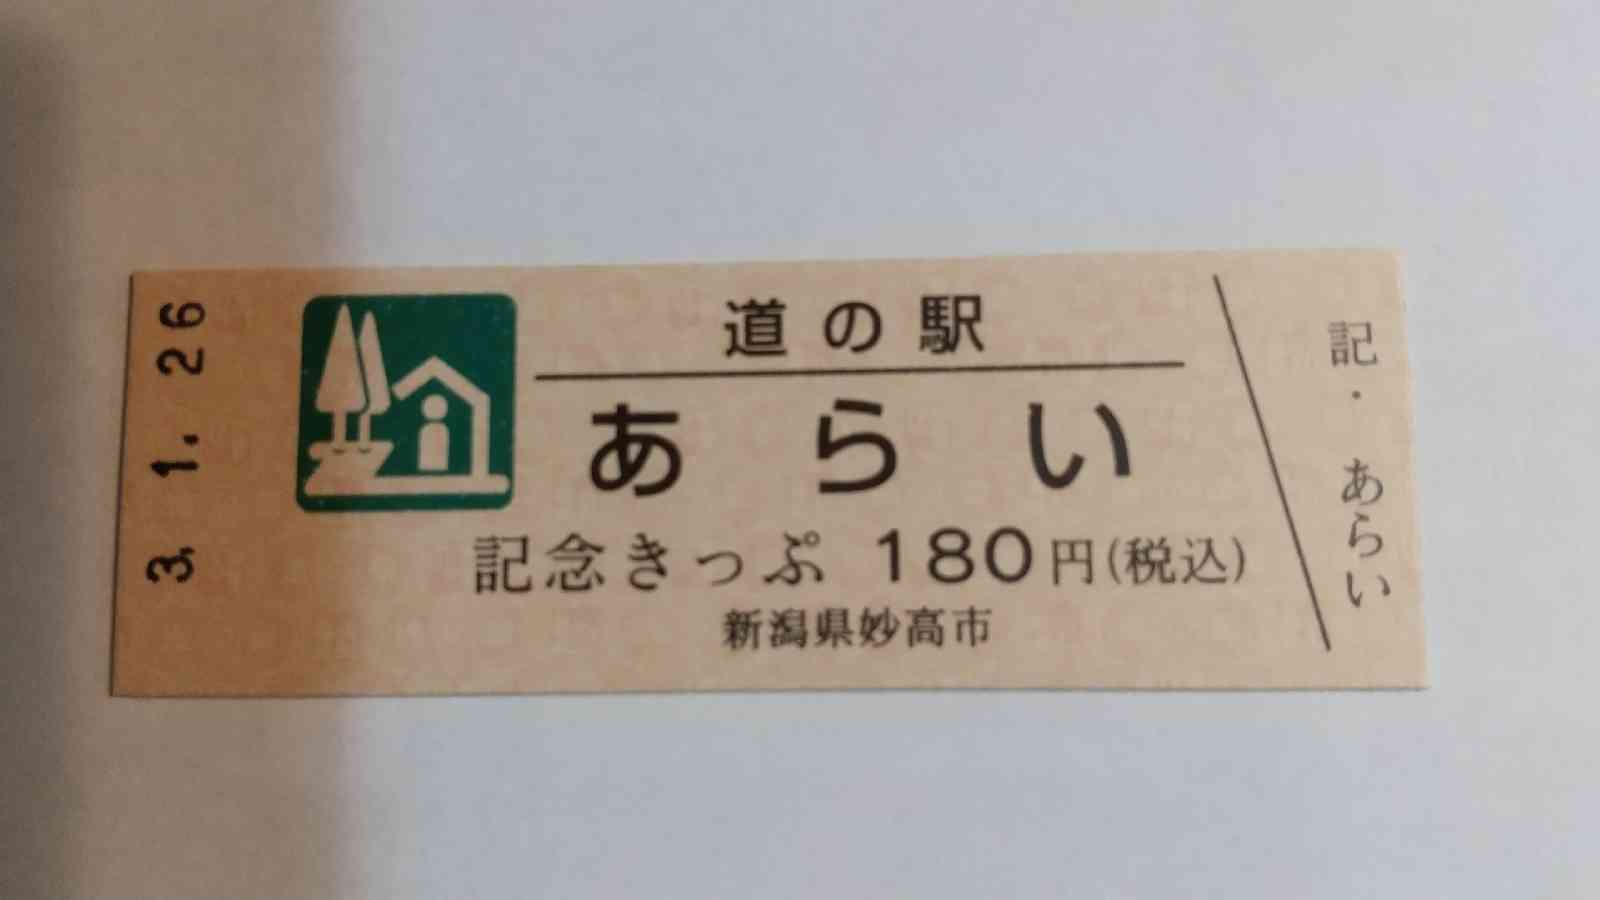 3. 1. 26
道の駅
あらい
記念きっぷ 180円(税込)
新潟県妙高市
記・あらい